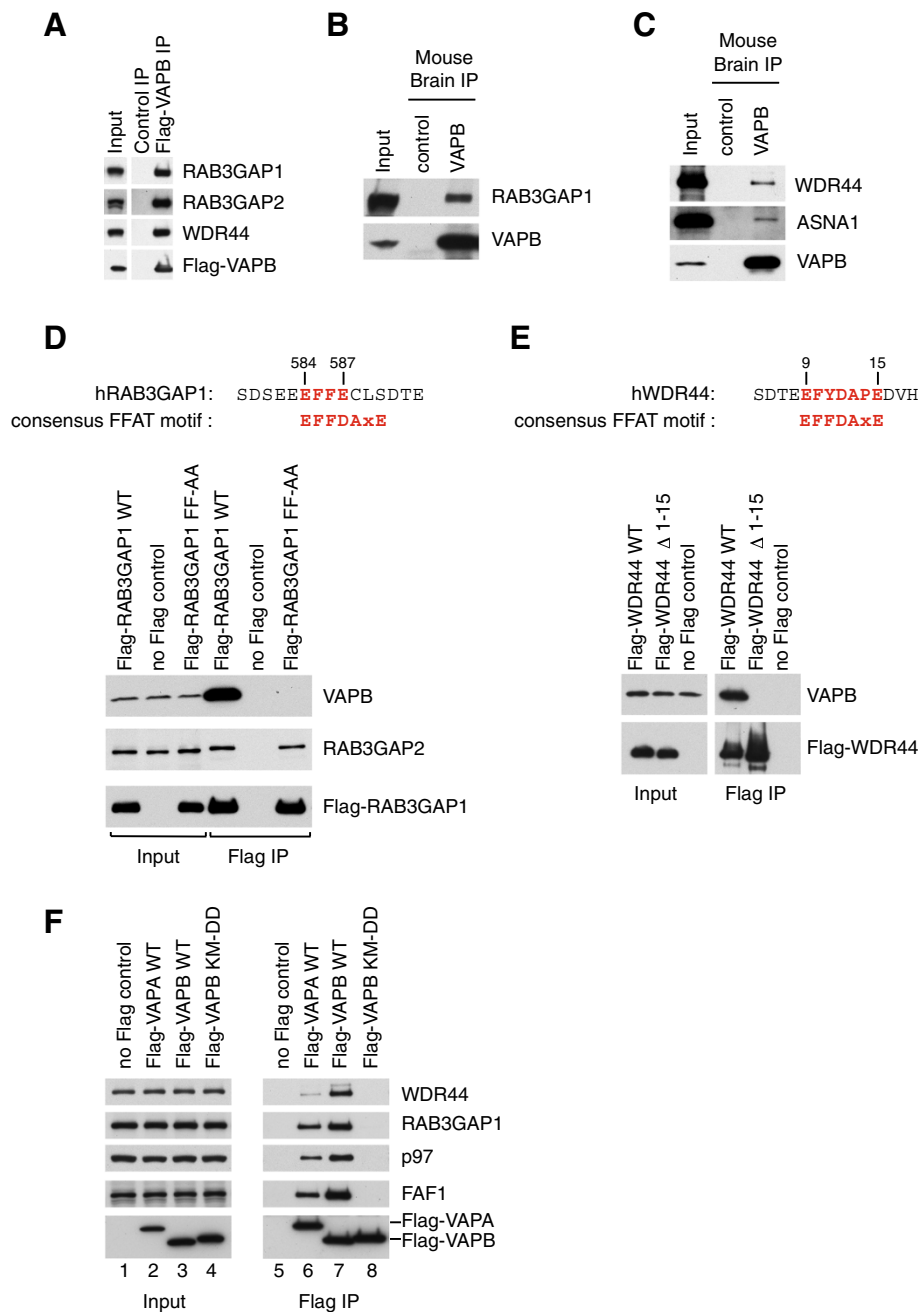 A
Input
Control IP
Flag-VAPB IP
RAB3GAP1
RAB3GAP2
WDR44
Flag-VAPB
B
Mouse
Brain IP
Input
control
VAPB
RAB3GAP1
VAPB
C
Mouse
Brain IP
Input
control
VAPB
WDR44
ASNA1
VAPB
D
584 587
hRAB3GAP1: SDSEEEFFECLSDTE
consensus FFAT motif : EFFDAxE
Flag-RAB3GAP1 WT
no Flag control
Flag-RAB3GAP1 FF-AA
Flag-RAB3GAP1 WT
no Flag control
Flag-RAB3GAP1 FF-AA
VAPB
RAB3GAP2
Flag-RAB3GAP1
Input Flag IP
E
9 15
hWDR44: SDTEEFYDAPEDVH
consensus FFAT motif : EFFDAxE
Flag-WDR44 WT
Flag-WDR44 Δ 1-15
no Flag control
Flag-WDR44 WT
Flag-WDR44 Δ 1-15
no Flag control
VAPB
Flag-WDR44
Input Flag IP
F
no Flag control
Flag-VAPA WT
Flag-VAPB WT
Flag-VAPB KM-DD
no Flag control
Flag-VAPA WT
Flag-VAPB WT
Flag-VAPB KM-DD
WDR44
RAB3GAP1
p97
FAF1
Flag-VAPA
Flag-VAPB
1 2 3 4 5 6 7 8
Input Flag IP